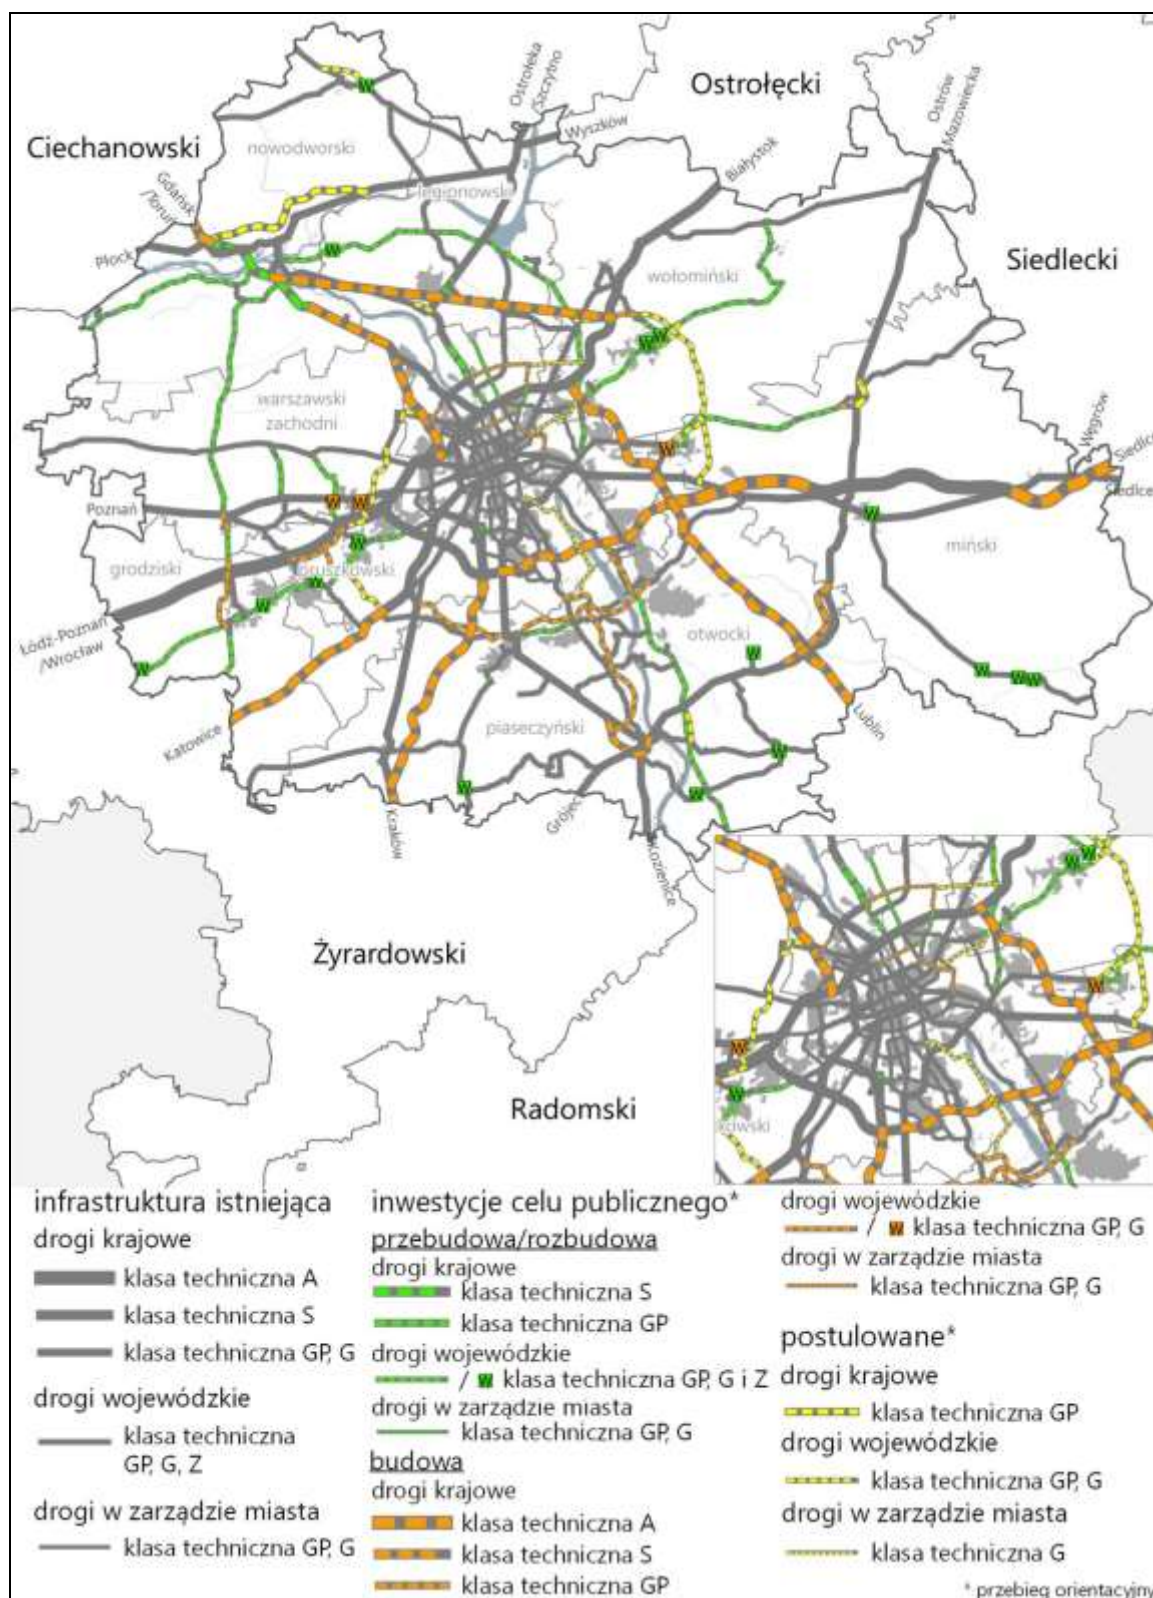 Ostrołęka
/Szczytno
Ostrołęcki
Ostrów
Mazowiecka
Wyszków
Ciechanowski
nowodworski
Białystok
legionowski
Gdańsk
/Toruń
Płock
wołomiński
Siedlecki
warszawski
zachodni
Węgrów
Siedlce
Siedlce
Poznań
miński
grodziski
pruszkowski
Łódź-Poznań
/Wrocław
otwocki
Lublin
Katowice
piaseczyński
Grójec
Kraków
Kozienice
Żyrardowski
Radomski
infrastruktura istniejąca
drogi krajowe
klasa techniczna A
klasa techniczna S
klasa techniczna GP, G
drogi wojewódzkie
klasa techniczna
GP, G, Z
drogi w zarządzie miasta
klasa techniczna GP, G
inwestycje celu publicznego*
przebudowa/rozbudowa
drogi krajowe
klasa techniczna S
klasa techniczna GP
drogi wojewódzkie
/ W klasa techniczna GP, G i Z
drogi w zarządzie miasta
klasa techniczna GP, G
budowa
drogi krajowe
klasa techniczna A
klasa techniczna S
klasa techniczna GP
drogi wojewódzkie
/ W klasa techniczna GP, G
drogi w zarządzie miasta
klasa techniczna GP, G
postulowane*
drogi krajowe
klasa techniczna GP
drogi wojewódzkie
klasa techniczna GP, G
drogi w zarządzie miasta
klasa techniczna G
* przebieg orientacyjny